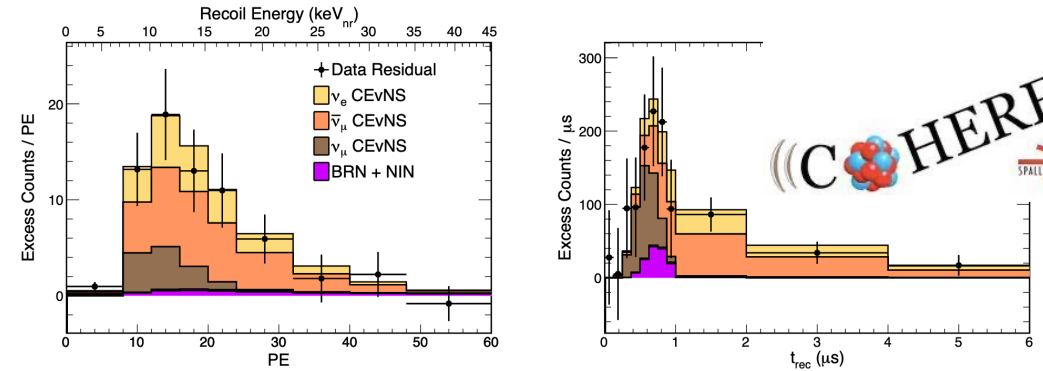 Recoil Energy (keVnr)
0 5 10 15 20 25 30 35 40 45
Excess Counts / PE
20
10
0
Data Residual
νe CEvNS
ν̄μ CEvNS
νμ CEvNS
BRN + NIN
0 10 20 30 40 50 60
PE
Excess Counts / μs
300
200
100
0
0 1 2 3 4 5 6
trec (μs)